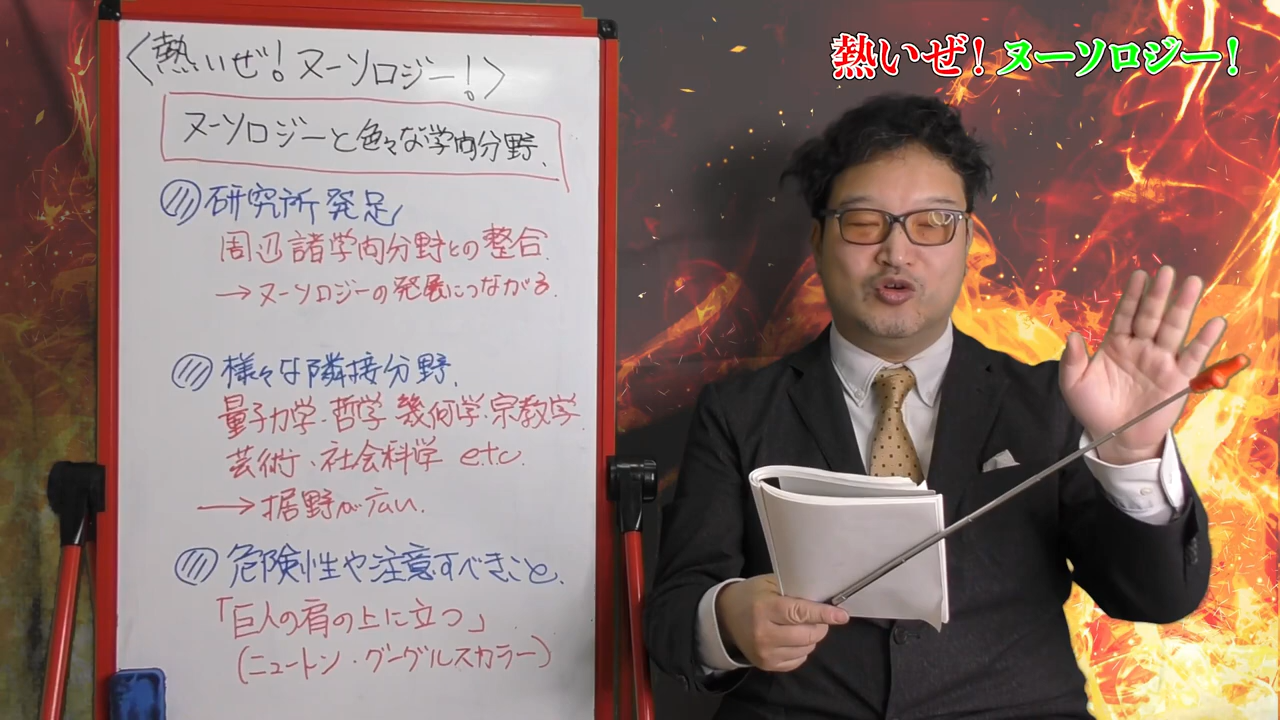 <熱いぜ!ヌーソロジー!>
ヌーソロジーと色々な学問分野.
研究所発足/
周辺諸学問分野との整合.
→ヌーソロジーの発展につながる.
様々な隣接分野.
量子力学・哲学・幾何学・宗教学.
芸術、社会科学 etc.
→裾野が広い.
危険性や注意すべきこと.
「巨人の肩の上に立つ」
(ニュートン・グーグルスカラー)
熱いぜ!ヌーソロジー!